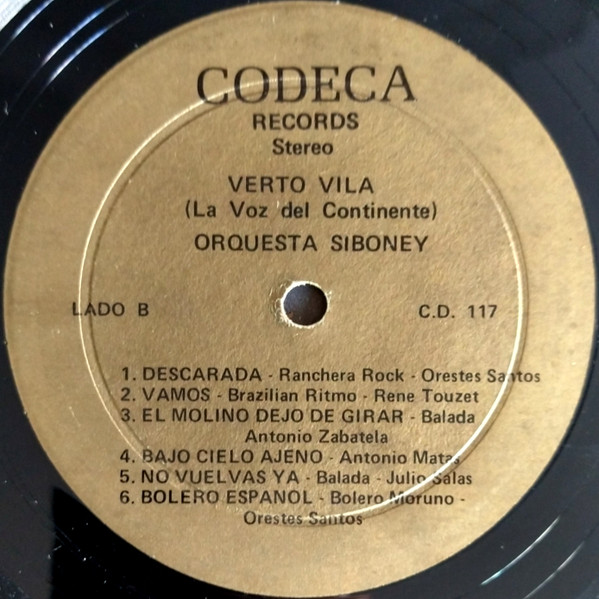 CODECA
RECORDS
Stereo
VERTO VILA
(La Voz del Continente)
ORQUESTA SIBONEY
LADO B
C.D. 117
1. DESCARADA - Ranchera Rock - Orestes Santos
2. VAMOS - Brazilian Ritmo - Rene Touzet
3. EL MOLINO DEJO DE GIRAR - Balada
Antonio Zabatela
4. BAJO CIELO AJENO - Antonio Matas
5. NO VUELVAS YA - Balada - Julio Salas
6. BOLERO ESPANOL - Bolero Moruno -
Orestes Santos